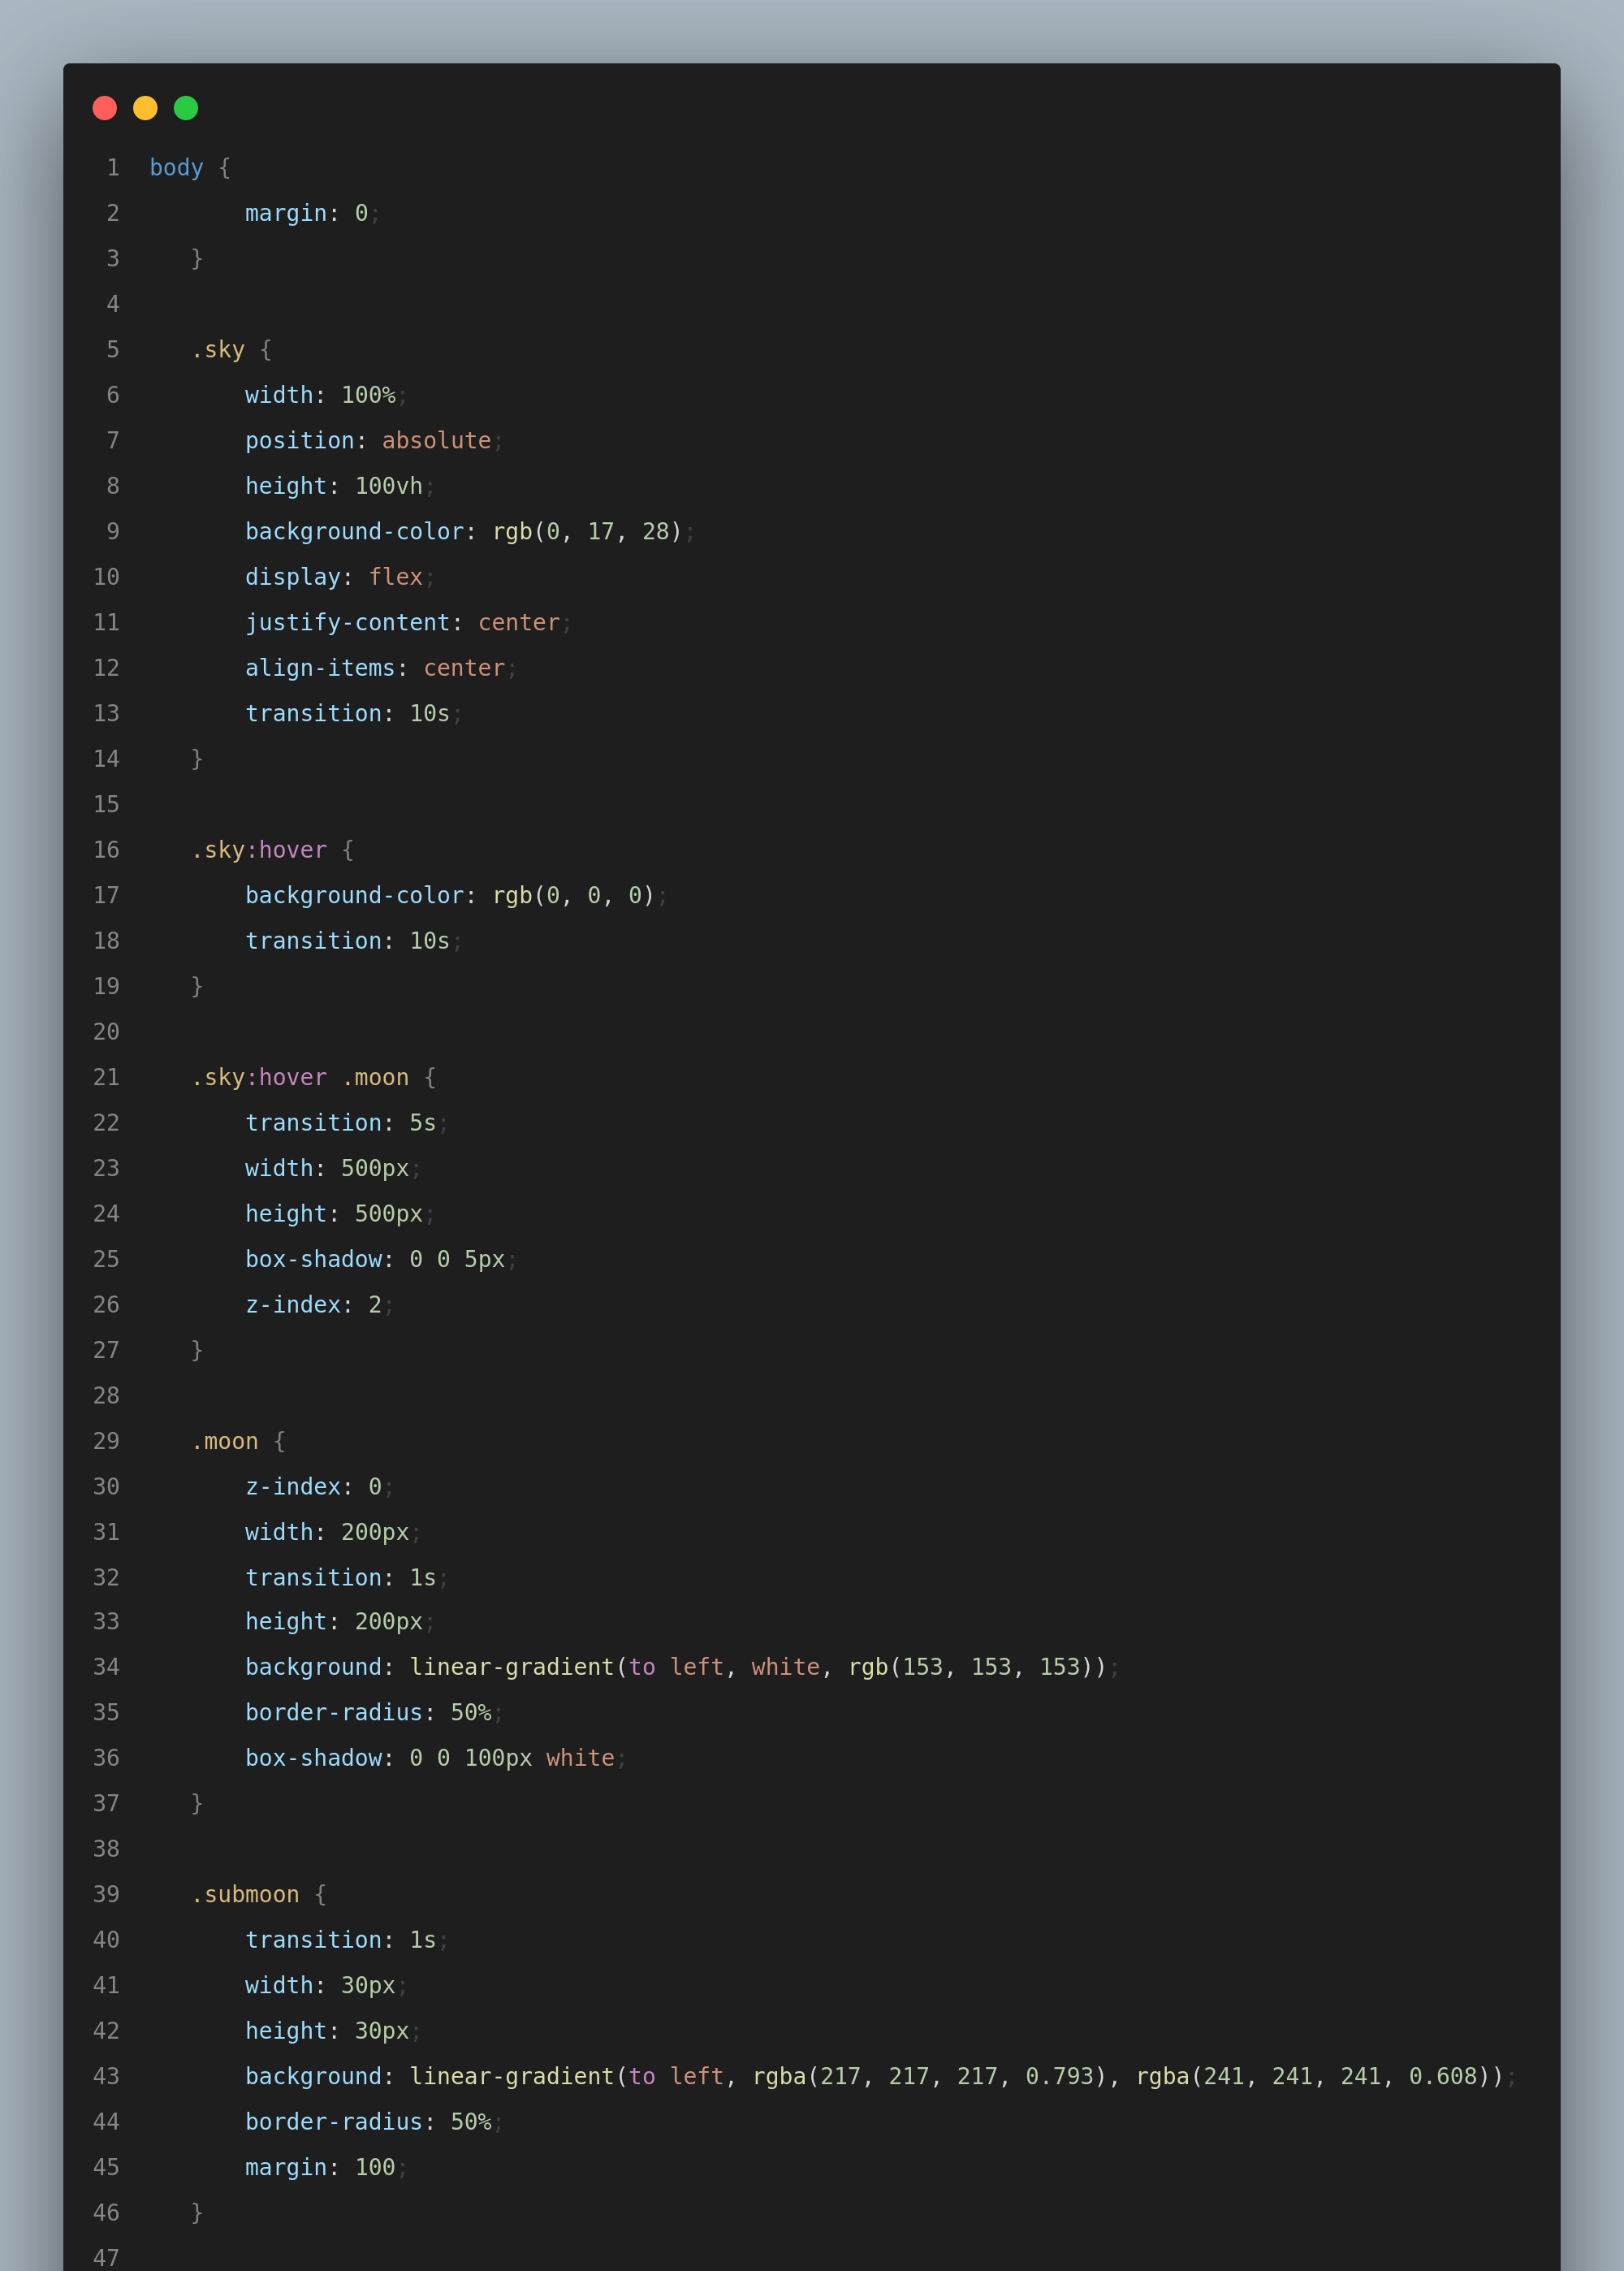 1 body {
2         margin: 0;
3     }
4
5     .sky {
6         width: 100%;
7         position: absolute;
8         height: 100vh;
9         background-color: rgb(0, 17, 28);
10         display: flex;
11         justify-content: center;
12         align-items: center;
13         transition: 10s;
14     }
15
16     .sky:hover {
17         background-color: rgb(0, 0, 0);
18         transition: 10s;
19     }
20
21     .sky:hover .moon {
22         transition: 5s;
23         width: 500px;
24         height: 500px;
25         box-shadow: 0 0 5px;
26         z-index: 2;
27     }
28
29     .moon {
30         z-index: 0;
31         width: 200px;
32         transition: 1s;
33         height: 200px;
34         background: linear-gradient(to left, white, rgb(153, 153, 153));
35         border-radius: 50%;
36         box-shadow: 0 0 100px white;
37     }
38
39     .submoon {
40         transition: 1s;
41         width: 30px;
42         height: 30px;
43         background: linear-gradient(to left, rgba(217, 217, 217, 0.793), rgba(241, 241, 241, 0.608));
44         border-radius: 50%;
45         margin: 100;
46     }
47